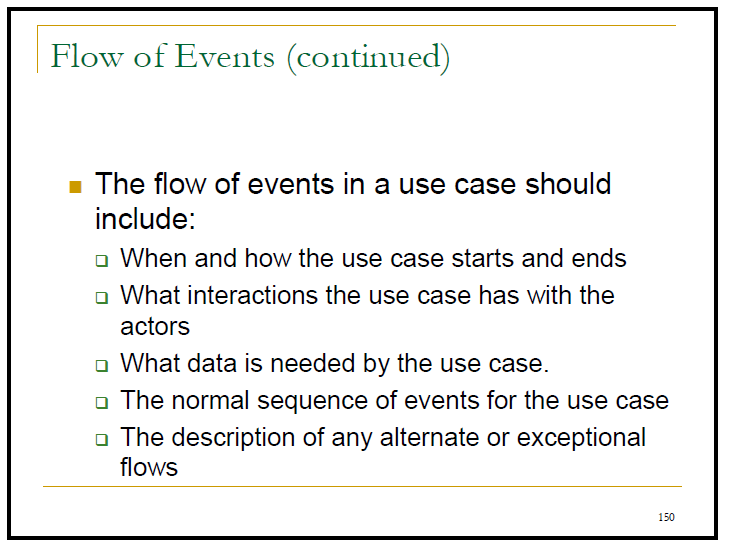 Flow of Events (continued)
The flow of events in a use case should
include:
When and how the use case starts and ends
What interactions the use case has with the
actors
What data is needed by the use case.
The normal sequence of events for the use case
The description of any alternate or exceptional
flows
150